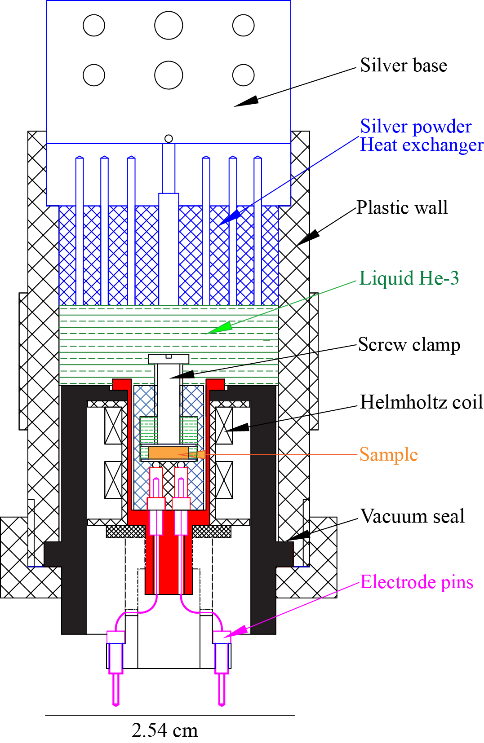 Silver base
Silver powder
Heat exchanger
Plastic wall
Liquid He-3
Screw clamp
Helmholtz coil
Sample
Vacuum seal
Electrode pins
2.54 cm